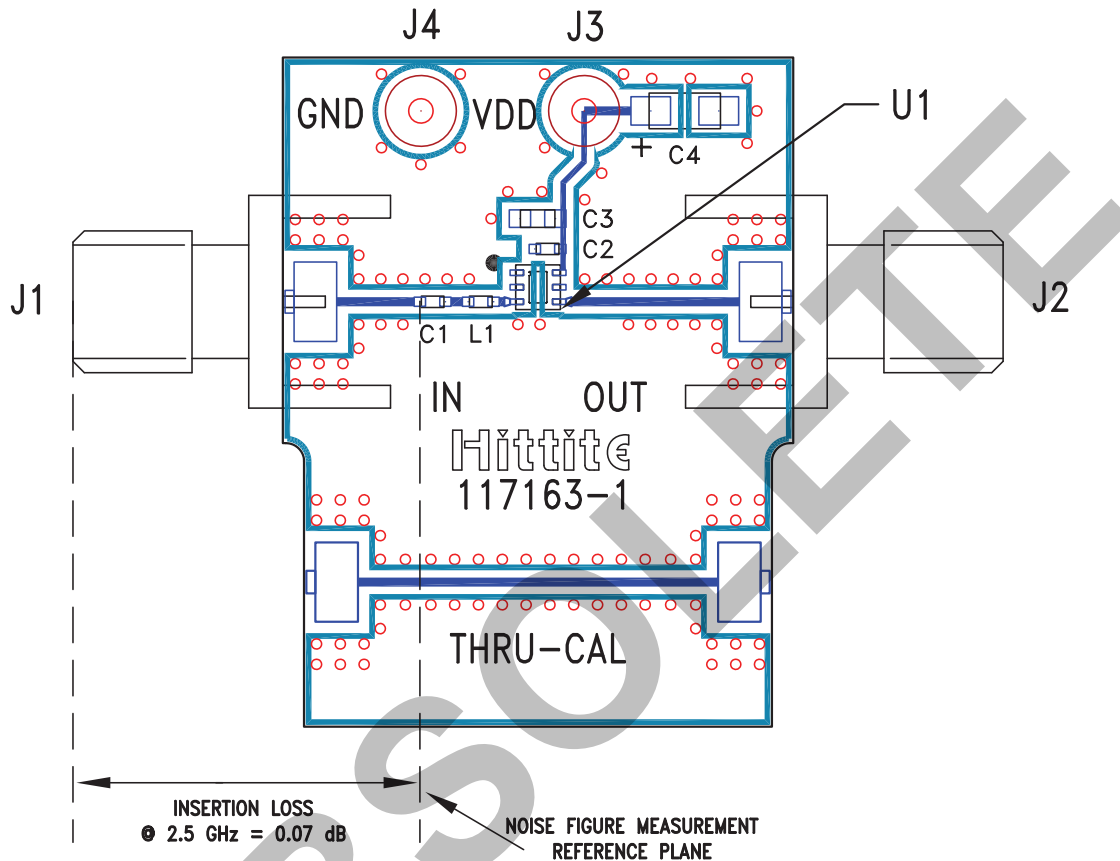 J4
J3
GND
VDD
U1
+
C4
C3
C2
J1
J2
C1
L1
IN
OUT
Hittite
117163-1
THRU-CAL
INSERTION LOSS
@ 2.5 GHz = 0.07 dB
NOISE FIGURE MEASUREMENT
REFERENCE PLANE